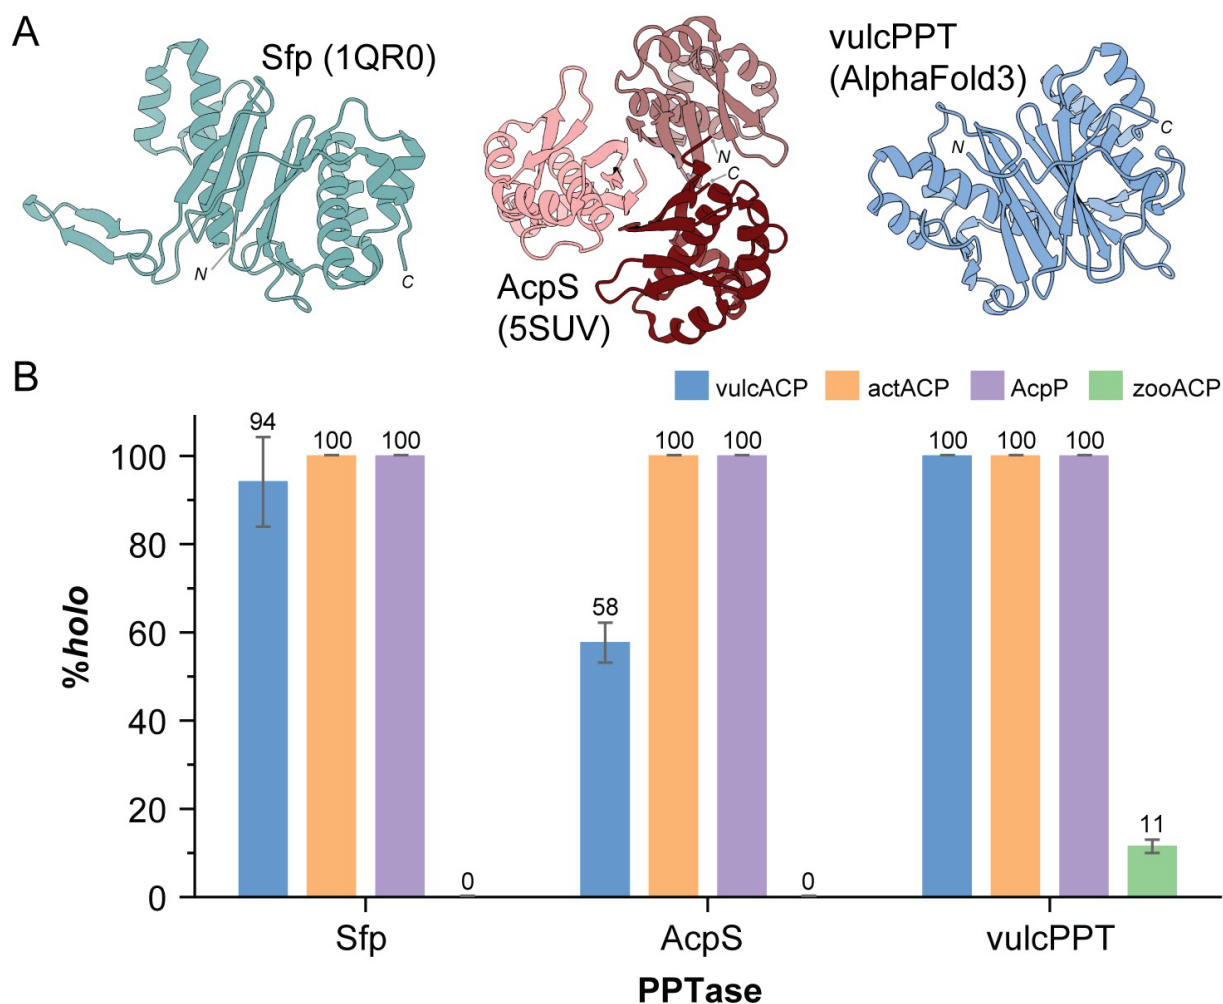 A
Sfp (1QR0)
N
C
AcpS
(5SUV)
N
C
vulcPPT
(AlphaFold3)
N
C
B
vulcACP
actACP
AcpP
zooACP
%holo
100
80
60
40
20
0
94
100
100
0
58
100
100
0
100
100
100
11
Sfp
AcpS
vulcPPT
PPTase